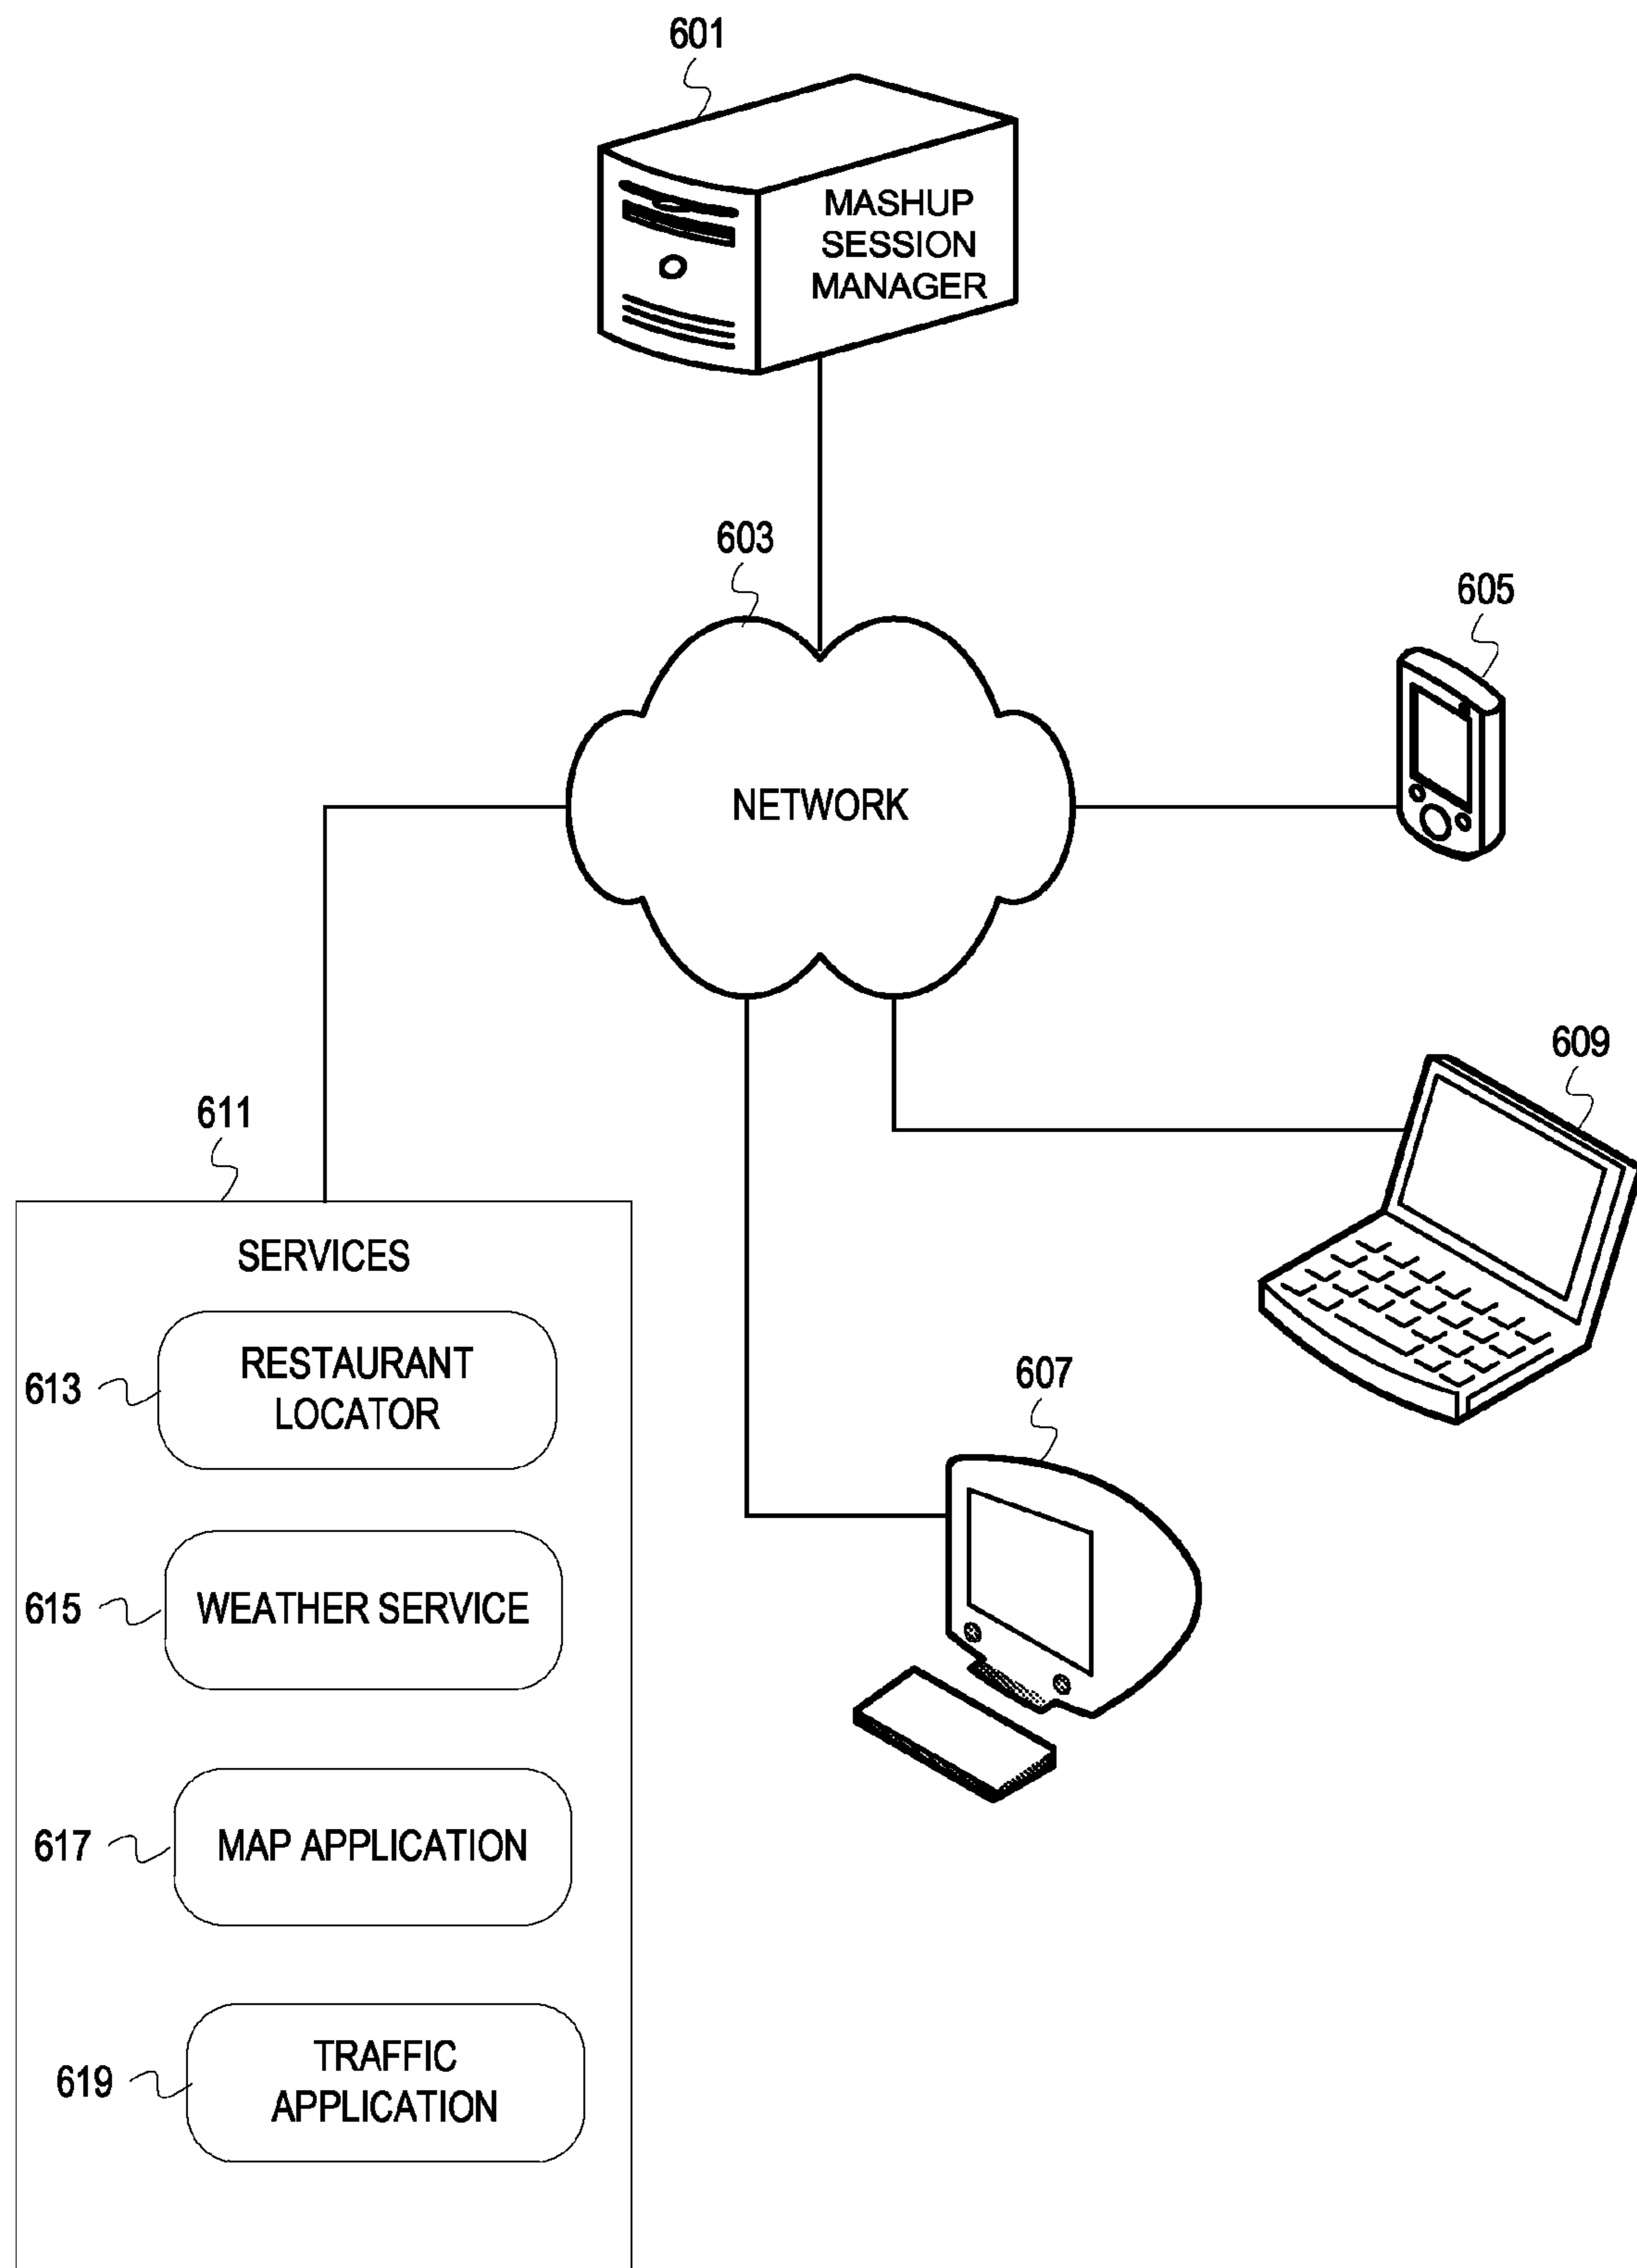 601
MASHUP
SESSION
MANAGER
603
605
NETWORK
609
611
SERVICES
607
613
RESTAURANT
LOCATOR
615
WEATHER SERVICE
617
MAP APPLICATION
619
TRAFFIC
APPLICATION